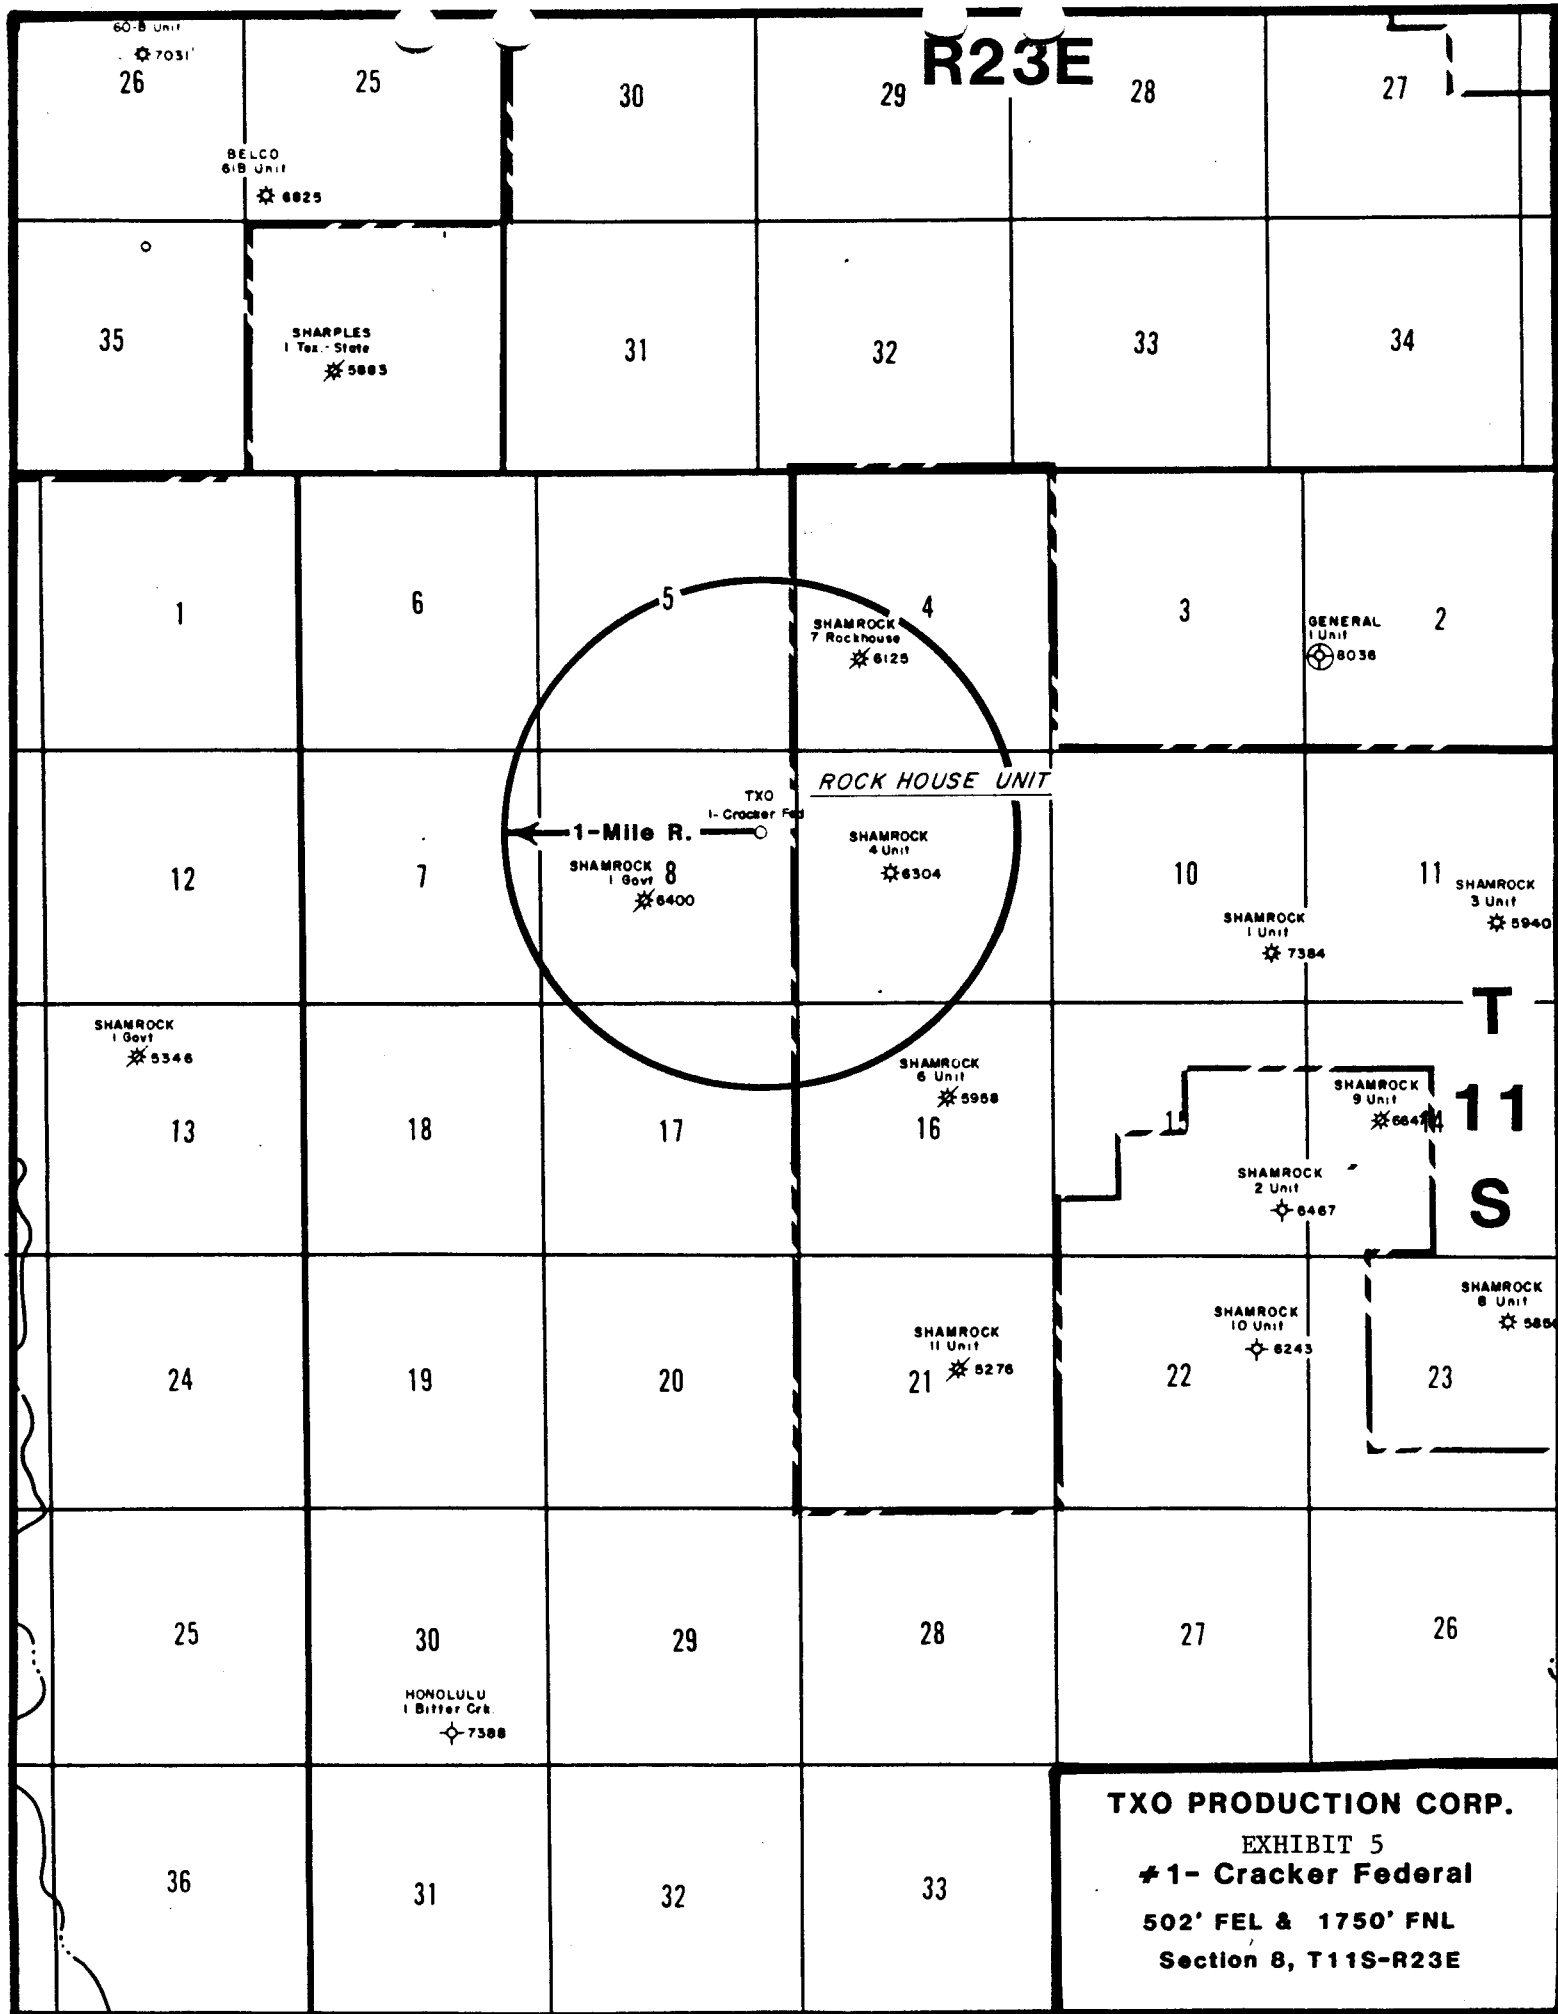 60-B Unit
7031'
26
25
30
29
R23E
28
27
BELCO
61B Unit
6825
35
SHARPLES
1 Tex.- State
5883
31
32
33
34
1
6
5
4
3
2
SHAMROCK
7 Rockhouse
6125
GENERAL
1 Unit
8036
ROCK HOUSE UNIT
TXO
1- Cracker Fed
1-Mile R.
12
7
SHAMROCK
1 Govt
8
6400
SHAMROCK
4 Unit
6304
10
11
SHAMROCK
3 Unit
5940
SHAMROCK
1 Unit
7384
T
11
S
SHAMROCK
1 Govt
5346
13
18
17
SHAMROCK
6 Unit
5958
16
15
SHAMROCK
9 Unit
14
SHAMROCK
2 Unit
6467
24
19
20
SHAMROCK
11 Unit
5276
21
SHAMROCK
10 Unit
6243
22
SHAMROCK
8 Unit
23
25
30
29
28
27
26
HONOLULU
1 Bitter Crk.
7388
36
31
32
33
TXO PRODUCTION CORP.
EXHIBIT 5
#1- Cracker Federal
502' FEL & 1750' FNL
Section 8, T11S-R23E